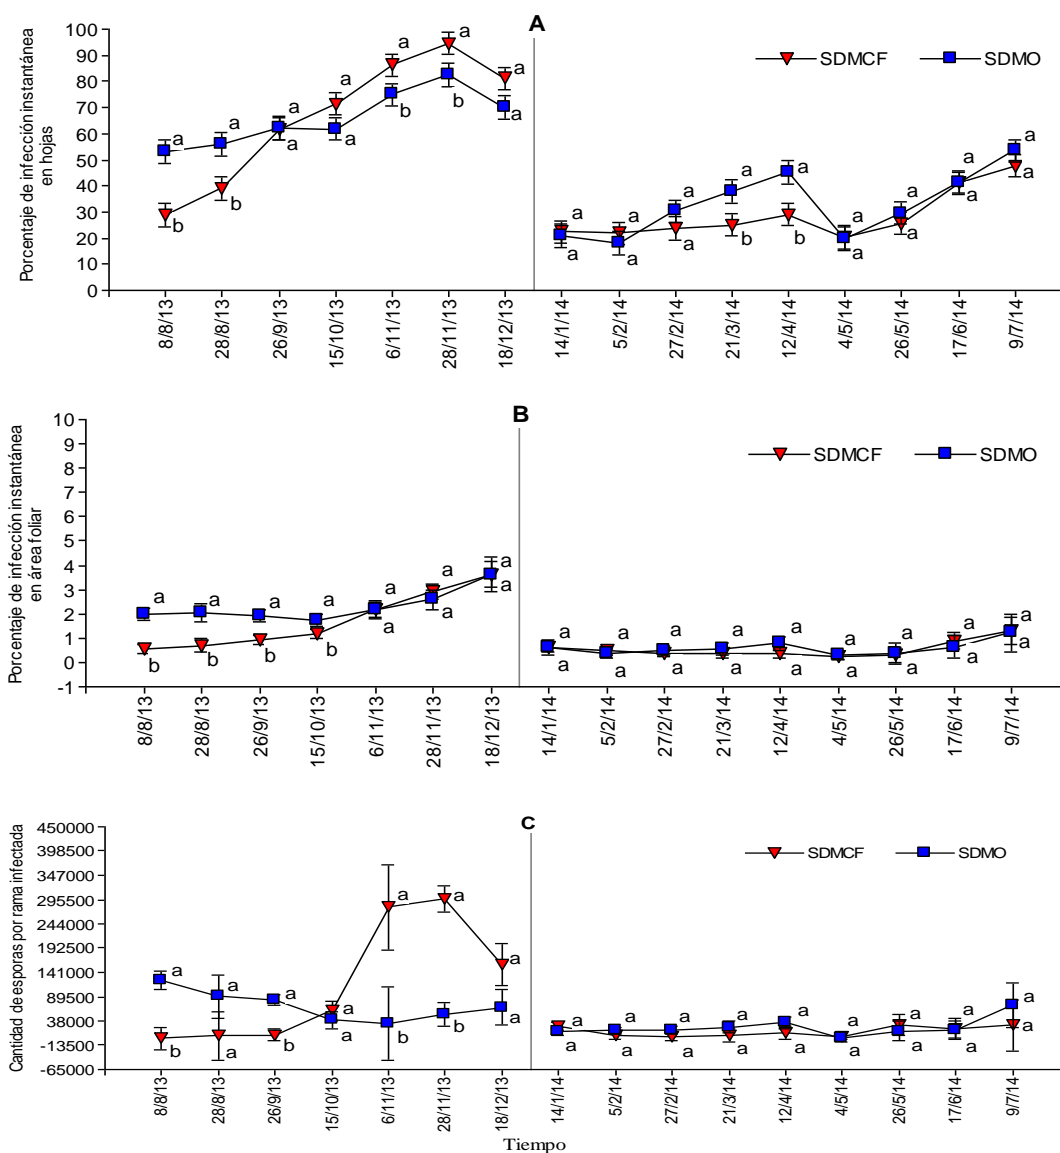 A
Porcentaje de infección instantánea
en hojas
SDMCF SDMO
110
100
90
80
70
60
50
40
30
20
10
0
a a a a a a a
b b a a b b a
a a a a a a a a a
a a a b b a a a a
8/8/13 28/8/13 26/9/13 15/10/13 6/11/13 28/11/13 18/12/13 14/1/14 5/2/14 27/2/14 21/3/14 12/4/14 4/5/14 26/5/14 17/6/14 9/7/14
B
Porcentaje de infección instantánea
en área foliar
SDMCF SDMO
10
9
8
7
6
5
4
3
2
1
0
-1
a a a a a a a
b b b b a a a
a a a a a a a a a
a a a a a a a a a
8/8/13 28/8/13 26/9/13 15/10/13 6/11/13 28/11/13 18/12/13 14/1/14 5/2/14 27/2/14 21/3/14 12/4/14 4/5/14 26/5/14 17/6/14 9/7/14
C
Cantidad de esporas por rama infectada
SDMCF SDMO
450000
398500
347000
295500
244000
192500
141000
89500
38000
-13500
-65000
a a a a a a a
b a b a b b a
a a a a a a a a a
a a a a a a a a a
8/8/13 28/8/13 26/9/13 15/10/13 6/11/13 28/11/13 18/12/13 14/1/14 5/2/14 27/2/14 21/3/14 12/4/14 4/5/14 26/5/14 17/6/14 9/7/14
Tiempo